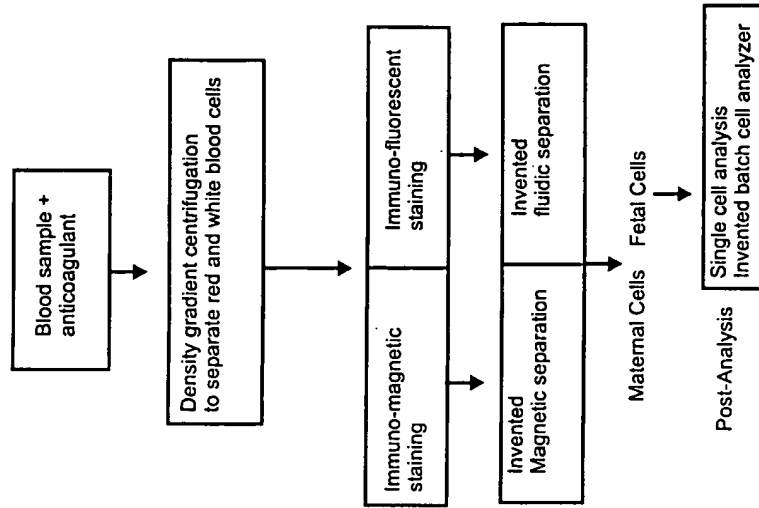 Blood sample +
anticoagulant
Density gradient centrifugation
to separate red and white blood cells
Immuno-magnetic
staining
Immuno-fluorescent
staining
Invented
Magnetic separation
Invented
fluidic separation
Maternal Cells
Fetal Cells
Post-Analysis
Single cell analysis
Invented batch cell analyzer